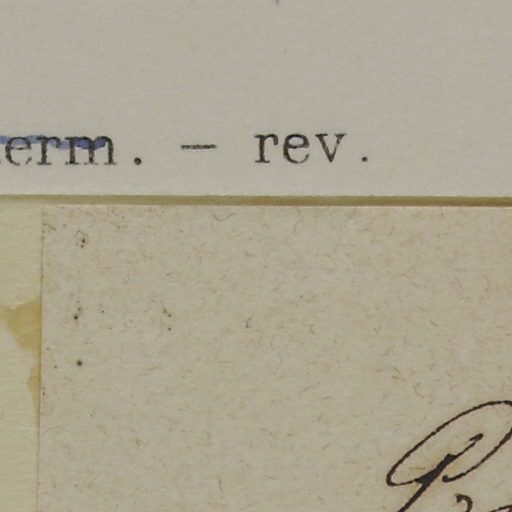 erm. – rev.